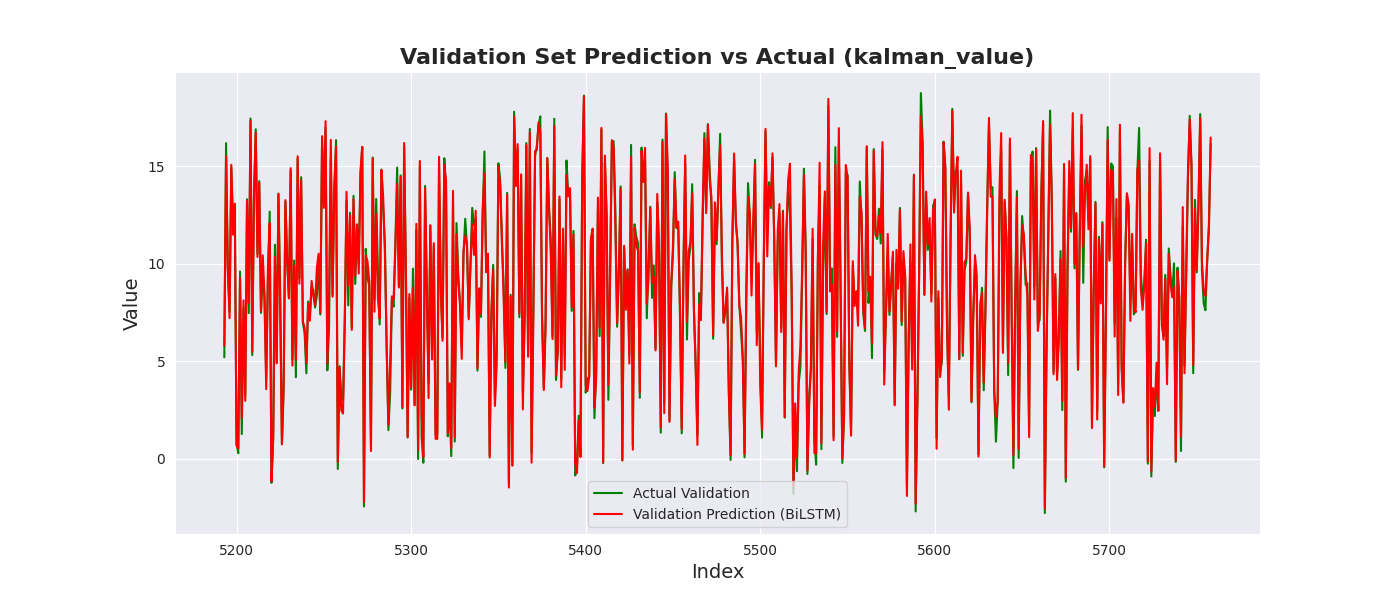 Validation Set Prediction vs Actual (kalman_value)
Value
15
10
5
0
Actual Validation
Validation Prediction (BiLSTM)
5200 5300 5400 5500 5600 5700
Index